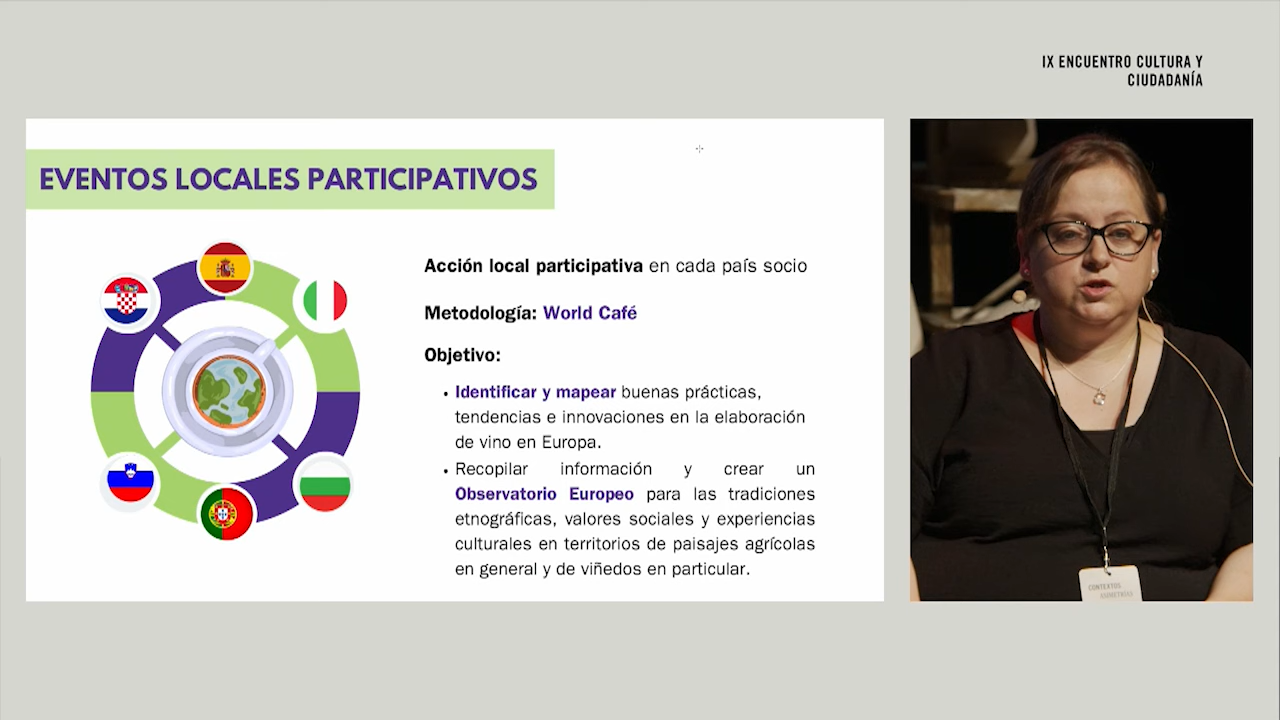 IX ENCUENTRO CULTURA Y
CIUDADANÍA
EVENTOS LOCALES PARTICIPATIVOS
Acción local participativa en cada país socio
Metodología: World Café
Objetivo:
• Identificar y mapear buenas prácticas,
tendencias e innovaciones en la elaboración
de vino en Europa.
• Recopilar información y crear un
Observatorio Europeo para las tradiciones
etnográficas, valores sociales y experiencias
culturales en territorios de paisajes agrícolas
en general y de viñedos en particular.
CONTEXTOS